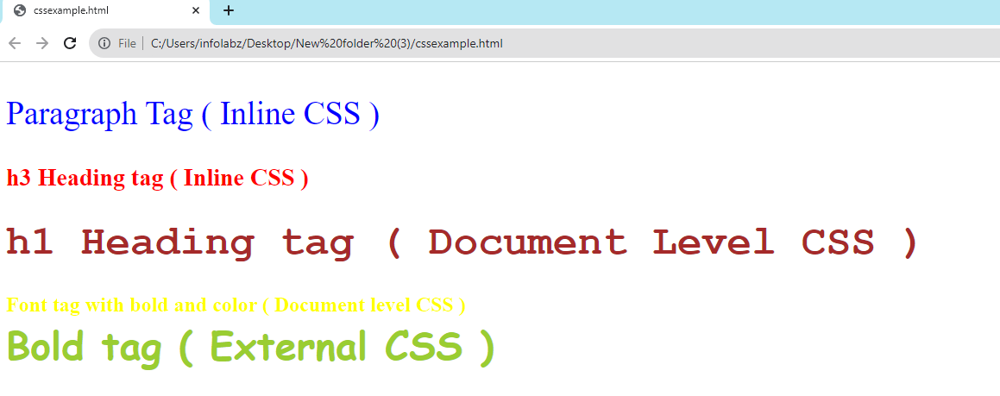 cssexample.html
File | C:/Users/infolabz/Desktop/New%20folder%20(3)/cssexample.html
Paragraph Tag ( Inline CSS )
h3 Heading tag ( Inline CSS )
h1 Heading tag ( Document Level CSS )
Font tag with bold and color ( Document level CSS )
Bold tag ( External CSS )